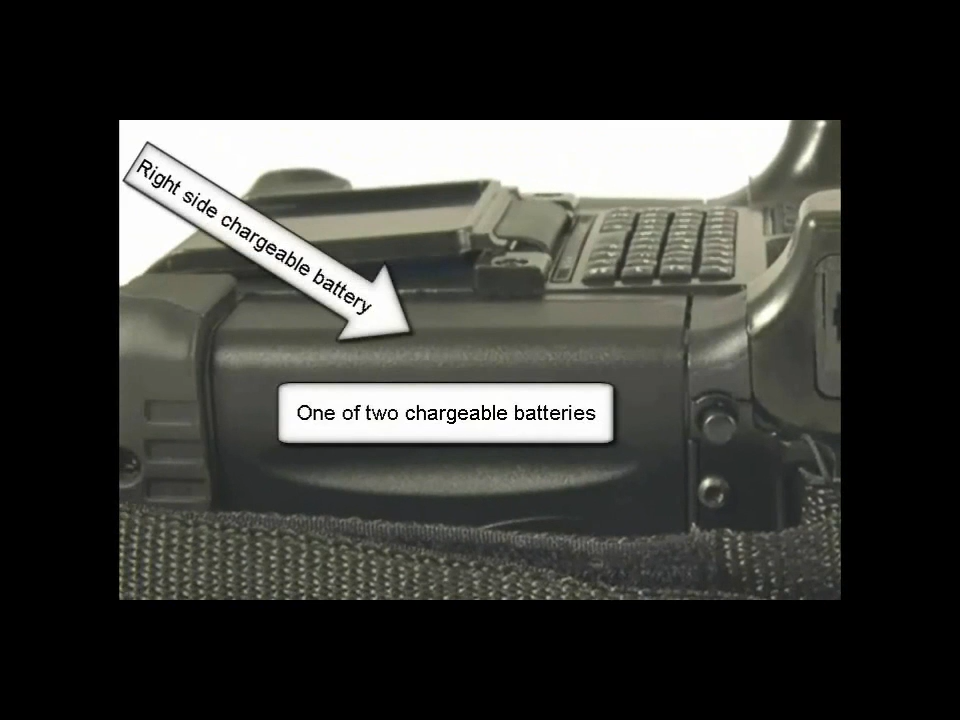 Right side chargeable battery
One of two chargeable batteries